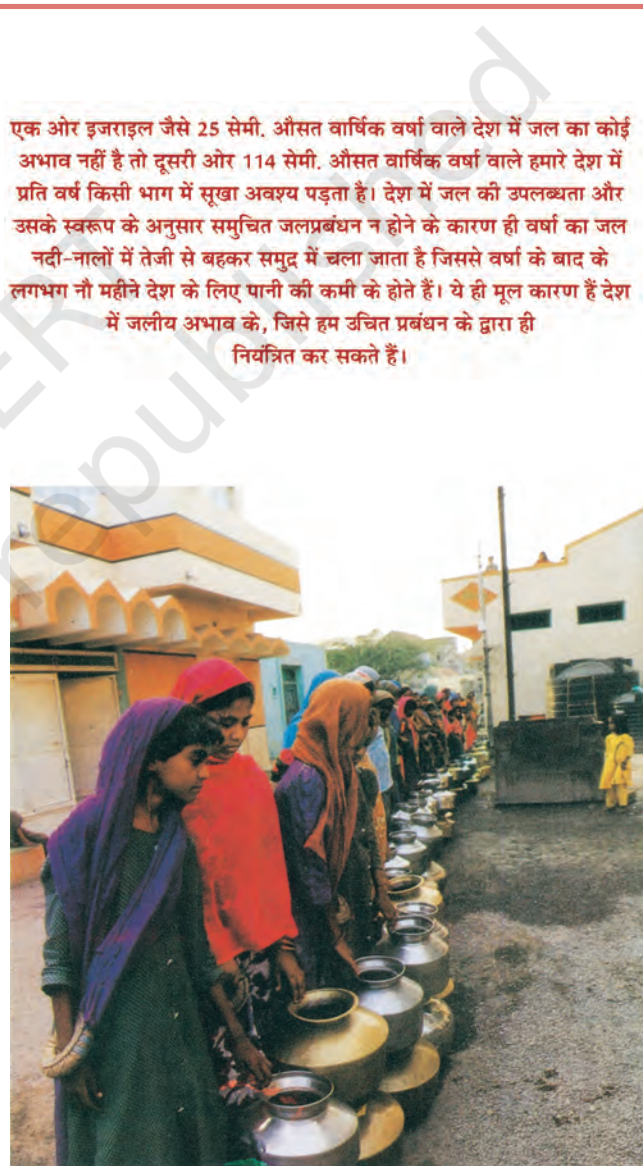 एक ओर इजराइल जैसे 25 सेमी. औसत वार्षिक वर्षा वाले देश में जल का कोई
अभाव नहीं है तो दूसरी ओर 114 सेमी. औसत वार्षिक वर्षा वाले हमारे देश में
प्रति वर्ष किसी भाग में सूखा अवश्य पड़ता है। देश में जल की उपलब्धता और
उसके स्वरूप के अनुसार समुचित जलप्रबंधन न होने के कारण ही वर्षा का जल
नदी-नालों में तेजी से बहकर समुद्र में चला जाता है जिससे वर्षा के बाद के
लगभग नौ महीने देश के लिए पानी की कमी के होते हैं। ये ही मूल कारण हैं देश
में जलीय अभाव के, जिसे हम उचित प्रबंधन के द्वारा ही
नियंत्रित कर सकते हैं।
republished